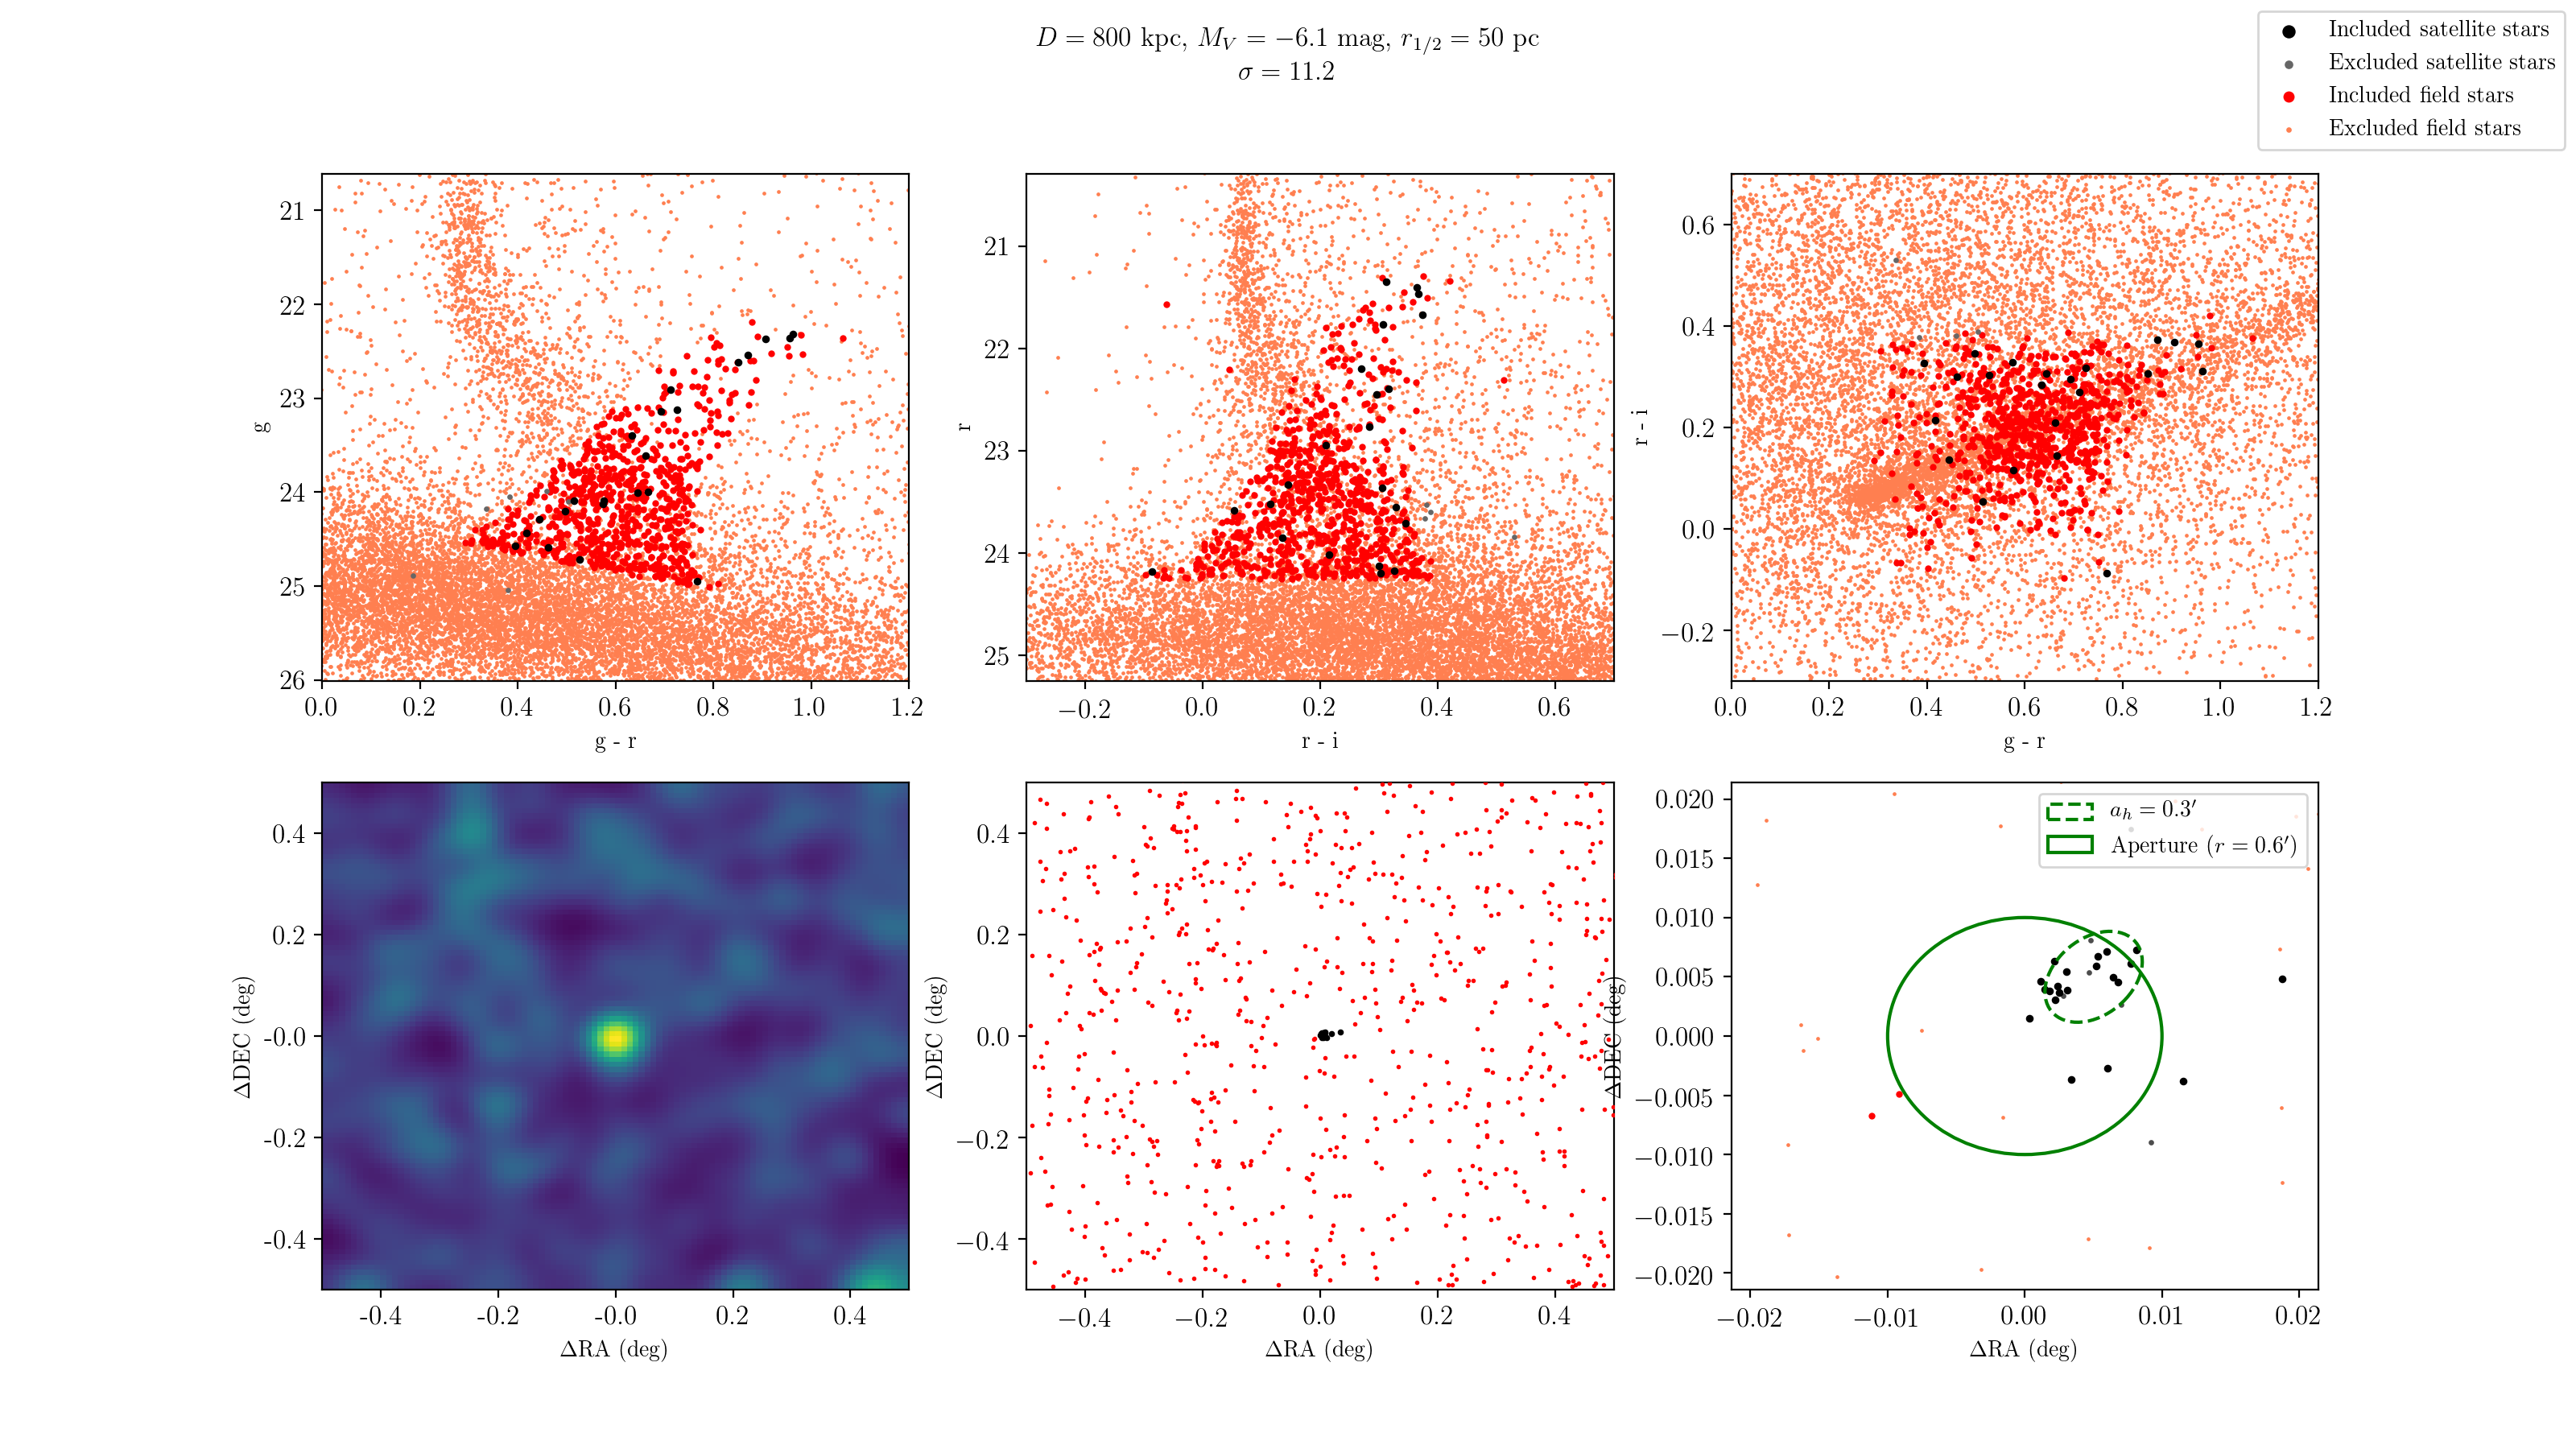 D = 800 kpc, M_V = −6.1 mag, r_{1/2} = 50 pc
σ = 11.2
Included satellite stars
Excluded satellite stars
Included field stars
Excluded field stars
21
22
23
24
25
26
g
0.0 0.2 0.4 0.6 0.8 1.0 1.2
g - r
21
22
23
24
25
r
−0.2 0.0 0.2 0.4 0.6
r - i
0.6
0.4
0.2
0.0
−0.2
r - i
0.0 0.2 0.4 0.6 0.8 1.0 1.2
g - r
0.4
0.2
-0.0
-0.2
-0.4
ΔDEC (deg)
-0.4 -0.2 -0.0 0.2 0.4
ΔRA (deg)
0.4
0.2
0.0
−0.2
−0.4
ΔDEC (deg)
−0.4 −0.2 0.0 0.2 0.4
ΔRA (deg)
a_h = 0.3′
Aperture (r = 0.6′)
0.020
0.015
0.010
0.005
0.000
−0.005
−0.010
−0.015
−0.020
ΔDEC (deg)
−0.02 −0.01 0.00 0.01 0.02
ΔRA (deg)